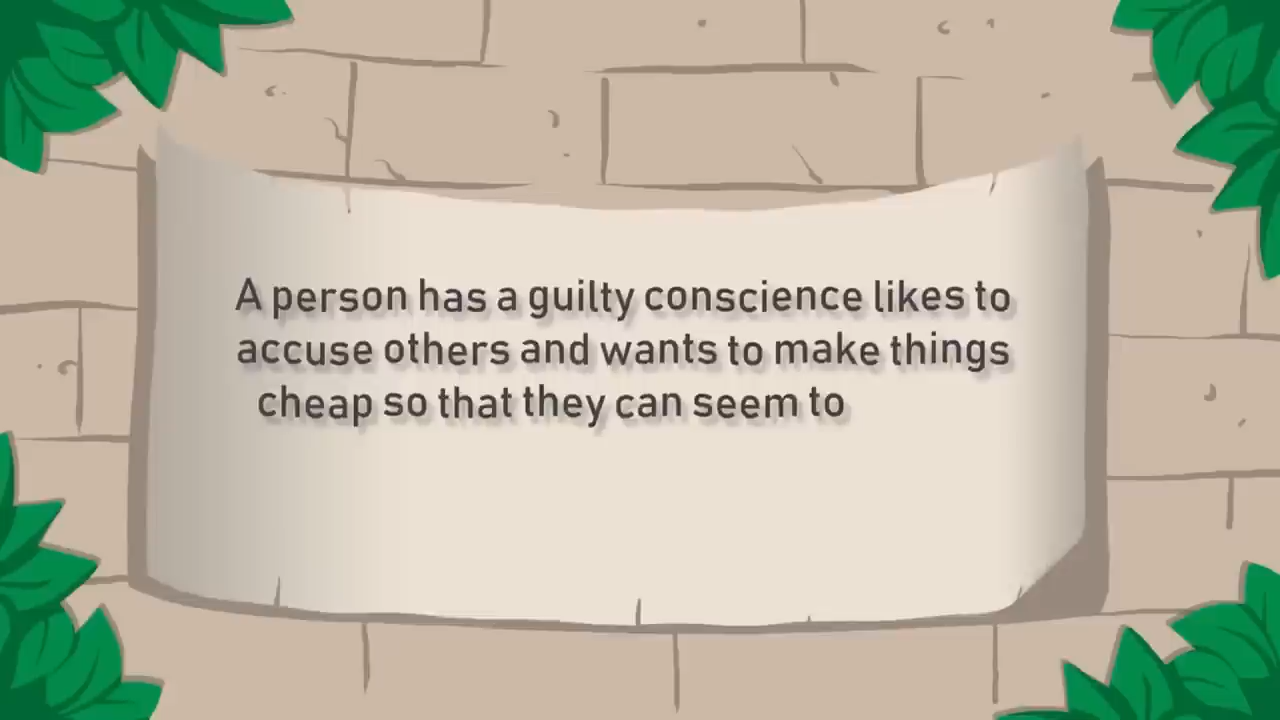 A person has a guilty conscience likes to
accuse others and wants to make things
cheap so that they can seem to